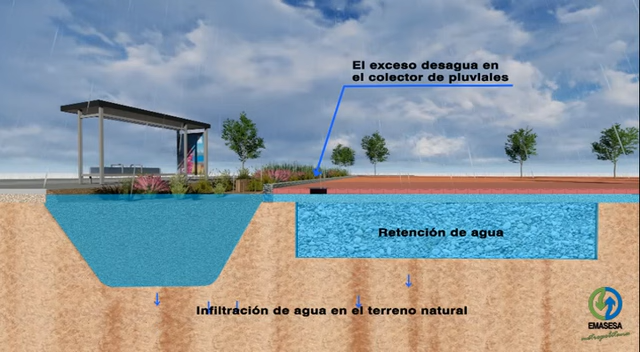 El exceso desagua en
el colector de pluviales
Retención de agua
Infiltración de agua en el terreno natural
EMASESA
metropolitana